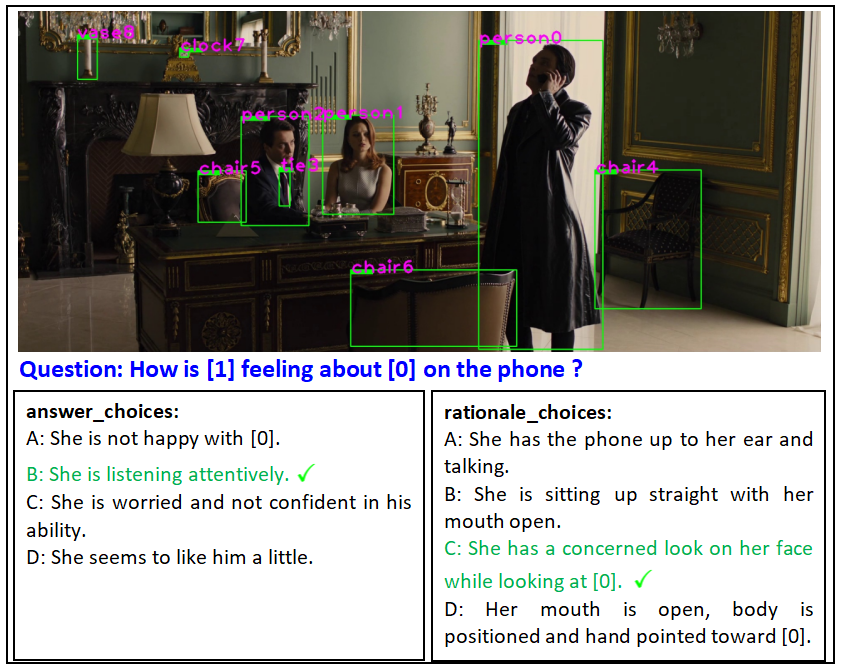 vase8
clock7
person0
person2
person1
chair5
tie3
chair4
chair6
Question: How is [1] feeling about [0] on the phone ?
answer_choices:
A: She is not happy with [0].
B: She is listening attentively. ✓
C: She is worried and not confident in his
ability.
D: She seems to like him a little.
rationale_choices:
A: She has the phone up to her ear and
talking.
B: She is sitting up straight with her
mouth open.
C: She has a concerned look on her face
while looking at [0]. ✓
D: Her mouth is open, body is
positioned and hand pointed toward [0].